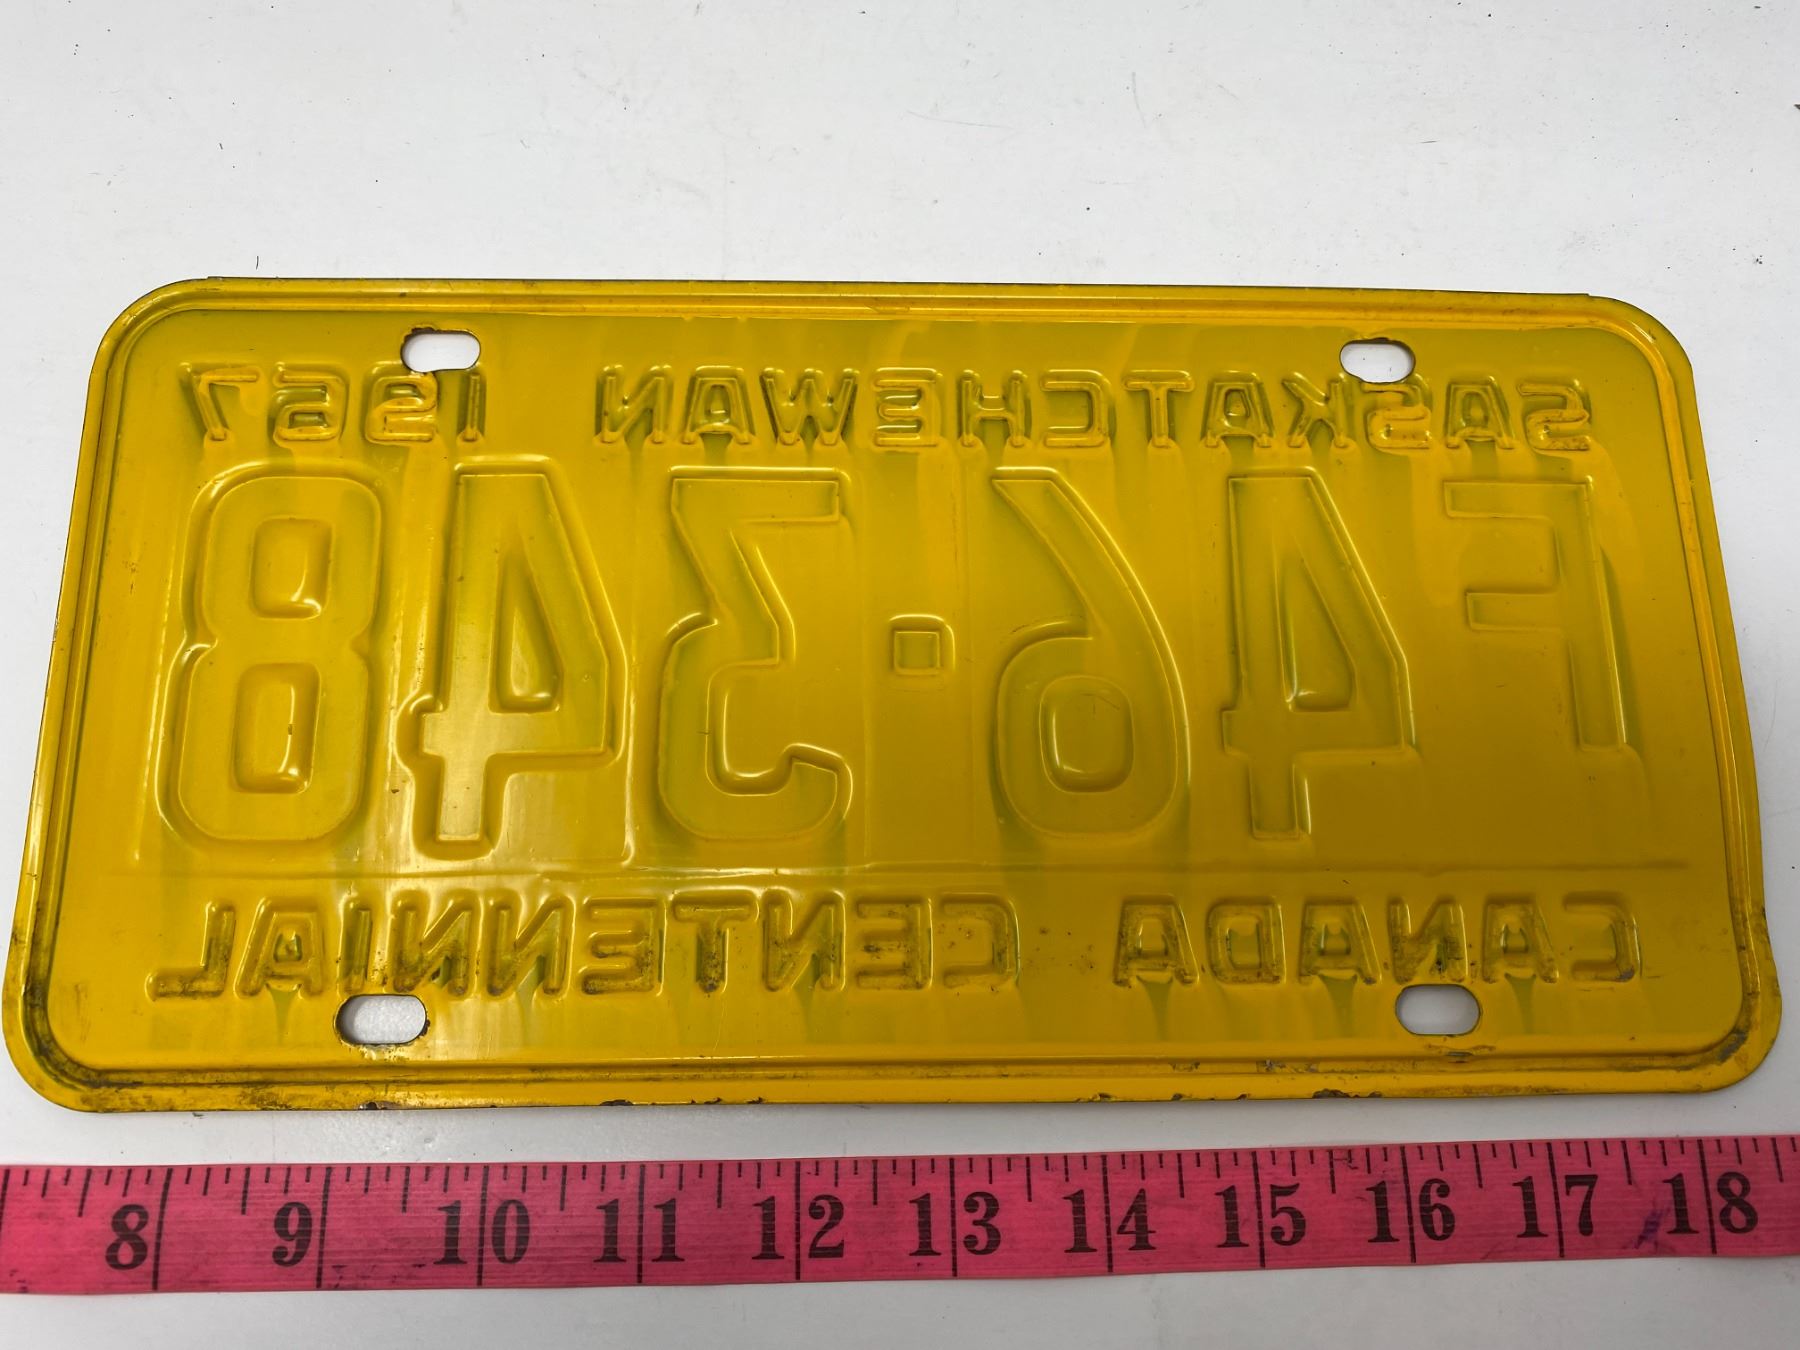 SASKATCHEWAN 1967
F46·348
CANADA CENTENNIAL
8 9 10 11 12 13 14 15 16 17 18